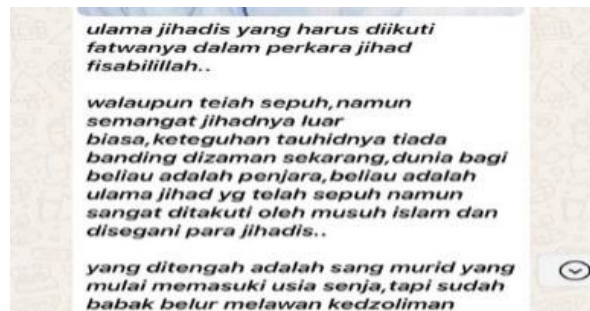 ulama jihadis yang harus diikuti
fatwanya dalam perkara jihad
fisabilillah..
walaupun telah sepuh,namun
semangat jihadnya luar
biasa,keteguhan tauhidnya tiada
banding dizaman sekarang,dunia bagi
beliau adalah penjara,beliau adalah
ulama jihad yg telah sepuh namun
sangat ditakuti oleh musuh islam dan
disegani para jihadis..
yang ditengah adalah sang murid yang
mulai memasuki usia senja,tapi sudah
babak belur melawan kedzoliman